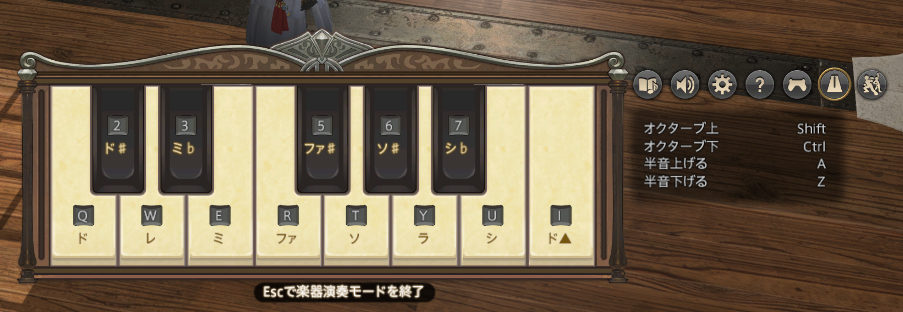 2 3 5 6 7
ド♯ ミ♭ ファ♯ ソ♯ シ♭
Q W E R T Y U I
ド レ ミ ファ ソ ラ シ ド▲
?
オクターブ上 Shift
オクターブ下 Ctrl
半音上げる A
半音下げる Z
Escで楽器演奏モードを終了